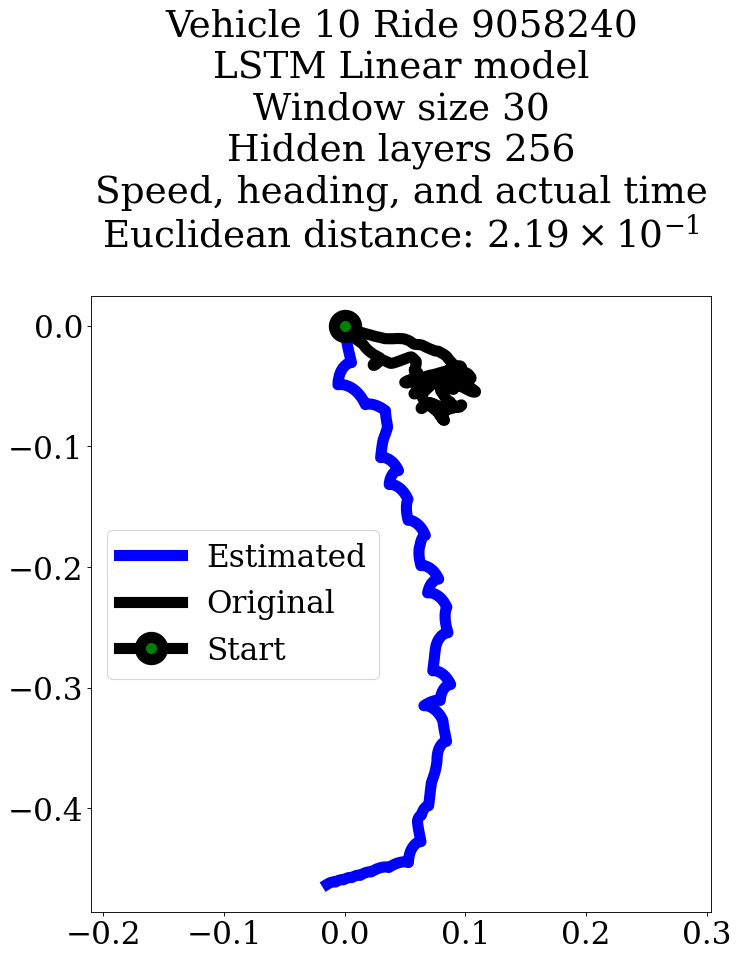 Vehicle 10 Ride 9058240
LSTM Linear model
Window size 30
Hidden layers 256
Speed, heading, and actual time
Euclidean distance: 2.19 × 10⁻¹
0.0
−0.1
−0.2
−0.3
−0.4
Estimated
Original
Start
−0.2 −0.1 0.0 0.1 0.2 0.3